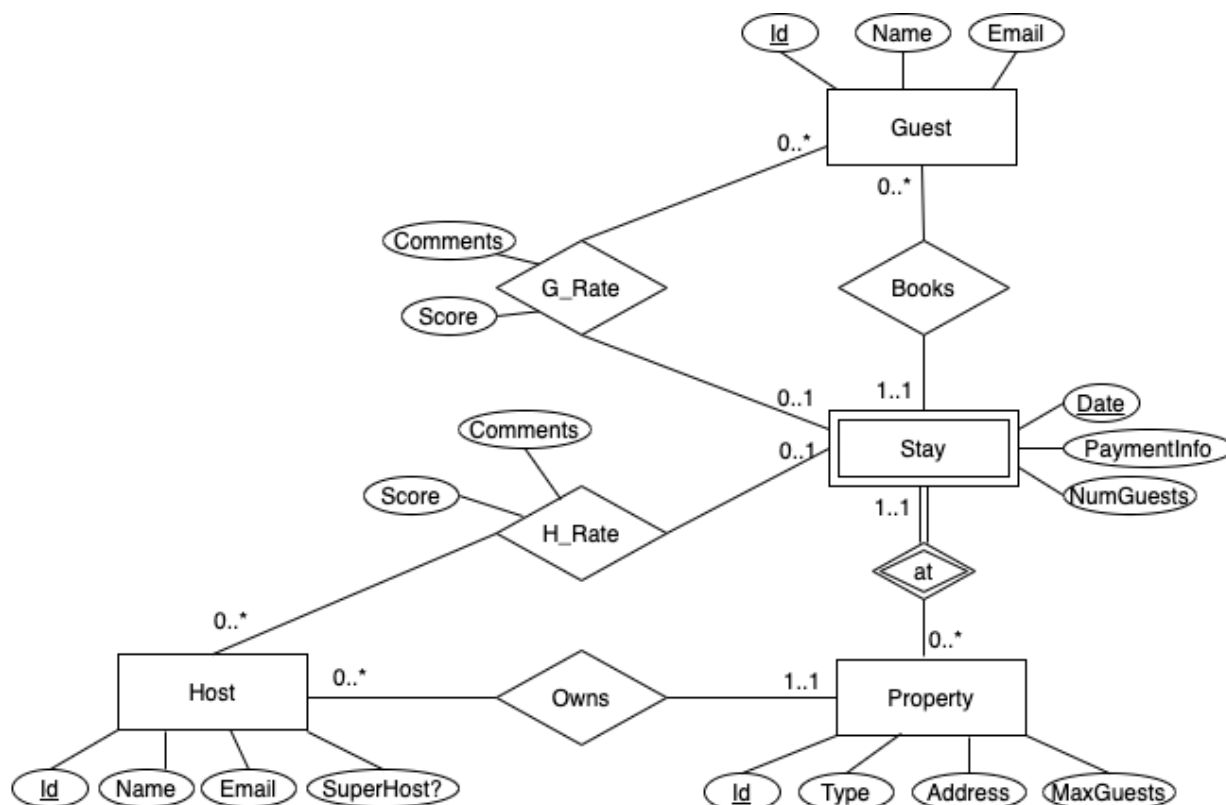 Id
Name
Email
Guest
0..*
0..*
Comments
G_Rate
Books
Score
0..1
1..1
Date
Comments
0..1
Stay
PaymentInfo
Score
NumGuests
1..1
H_Rate
at
0..*
0..*
0..*
1..1
Host
Owns
Property
Id
Name
Email
SuperHost?
Id
Type
Address
MaxGuests